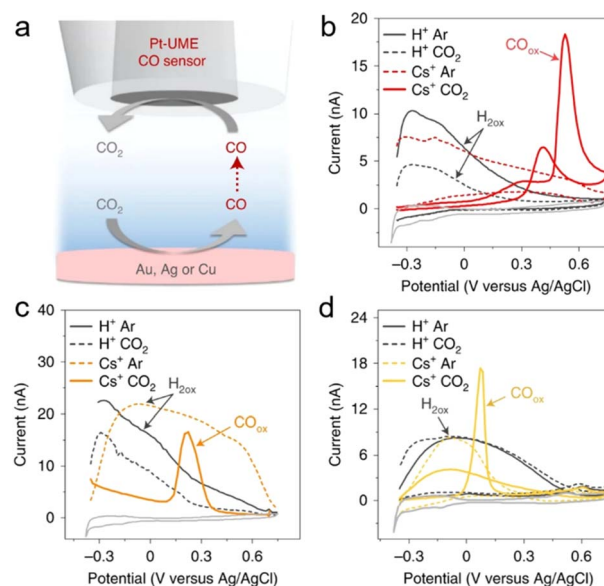 a
Pt-UME
CO sensor
CO₂
CO
CO₂
CO
Au, Ag or Cu
b
H⁺ Ar
H⁺ CO₂
Cs⁺ Ar
Cs⁺ CO₂
COₒₓ
H₂ₒₓ
20
15
10
5
0
Current (nA)
−0.3
0
0.3
0.6
Potential (V versus Ag/AgCl)
c
H⁺ Ar
H⁺ CO₂
Cs⁺ Ar
Cs⁺ CO₂
H₂ₒₓ
COₒₓ
40
30
20
10
0
Current (nA)
−0.3
0
0.3
0.6
Potential (V versus Ag/AgCl)
d
H⁺ Ar
H⁺ CO₂
Cs⁺ Ar
Cs⁺ CO₂
H₂ₒₓ
COₒₓ
24
18
12
6
0
Current (nA)
−0.3
0
0.3
0.6
Potential (V versus Ag/AgCl)